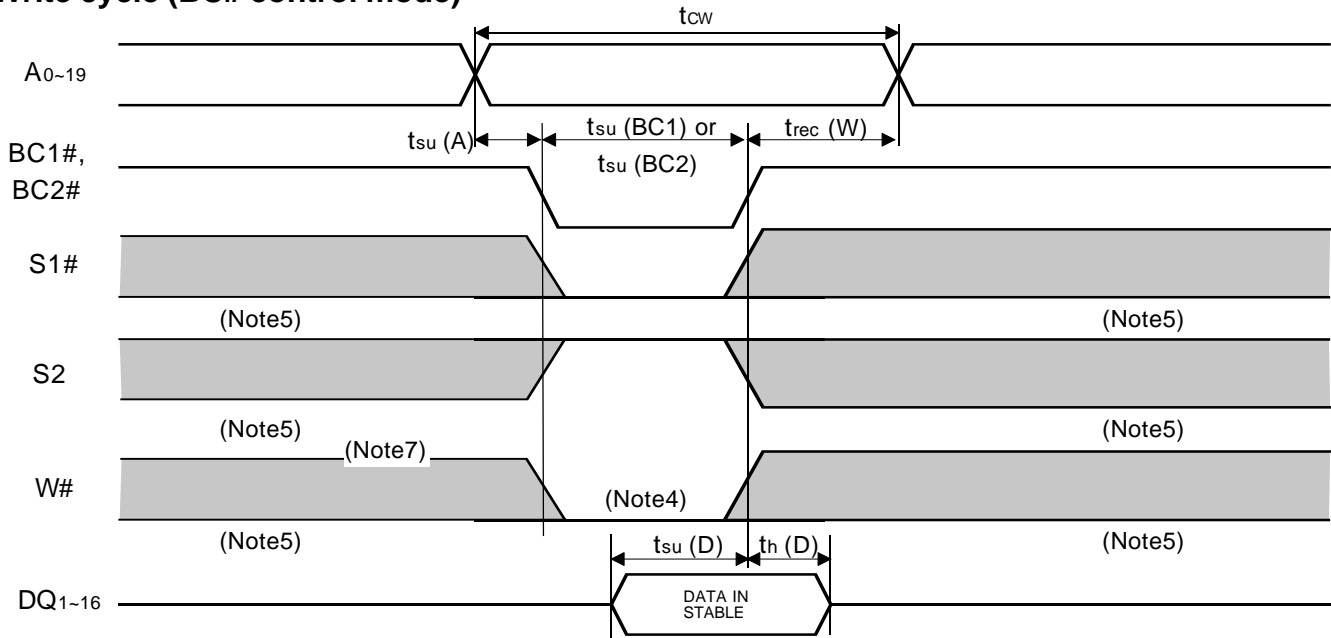 Write cycle (BC# control mode)
tCW
A0~19
tsu (A)
tsu (BC1) or
tsu (BC2)
trec (W)
BC1#,
BC2#
S1#
(Note5)
(Note5)
S2
(Note5)
(Note5)
(Note7)
W#
(Note4)
(Note5)
(Note5)
tsu (D)
th (D)
DQ1~16
DATA IN
STABLE